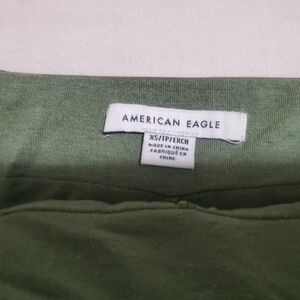 AMERICAN EAGLE
XS/TP/EXCH
MADE IN CHINA
FABRIQUÉ EN
CHINE